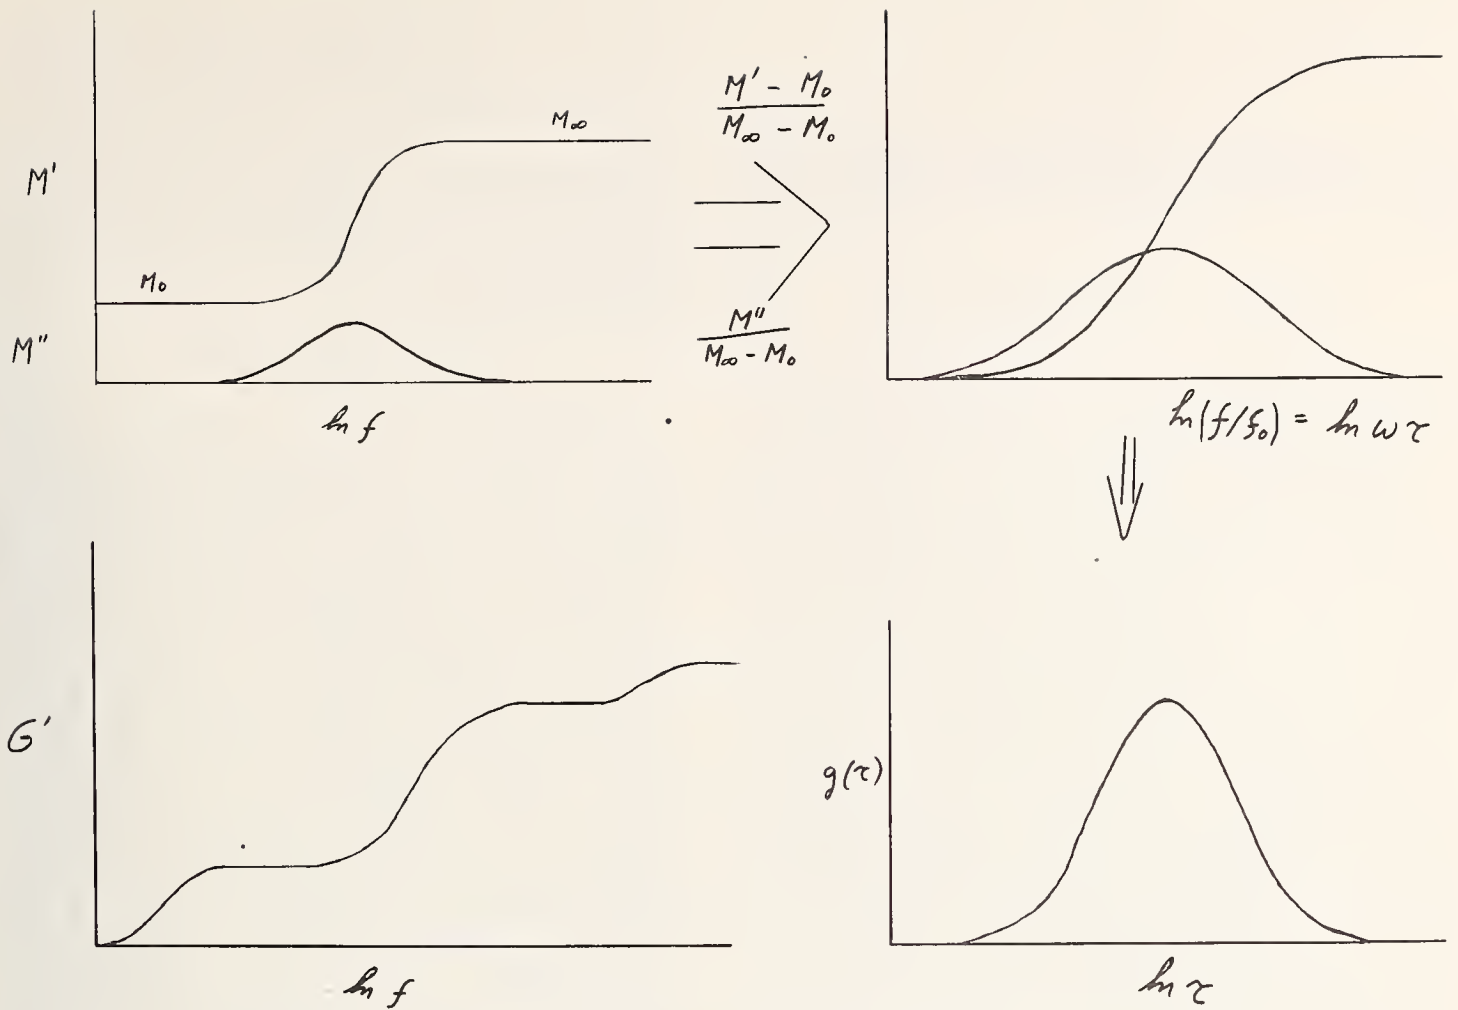 M'
M∞
M₀
M"
ln f
M' - M₀
M∞ - M₀
M"
M∞ - M₀
ln(f/f₀) = ln ωτ
G'
ln f
g(τ)
ln τ